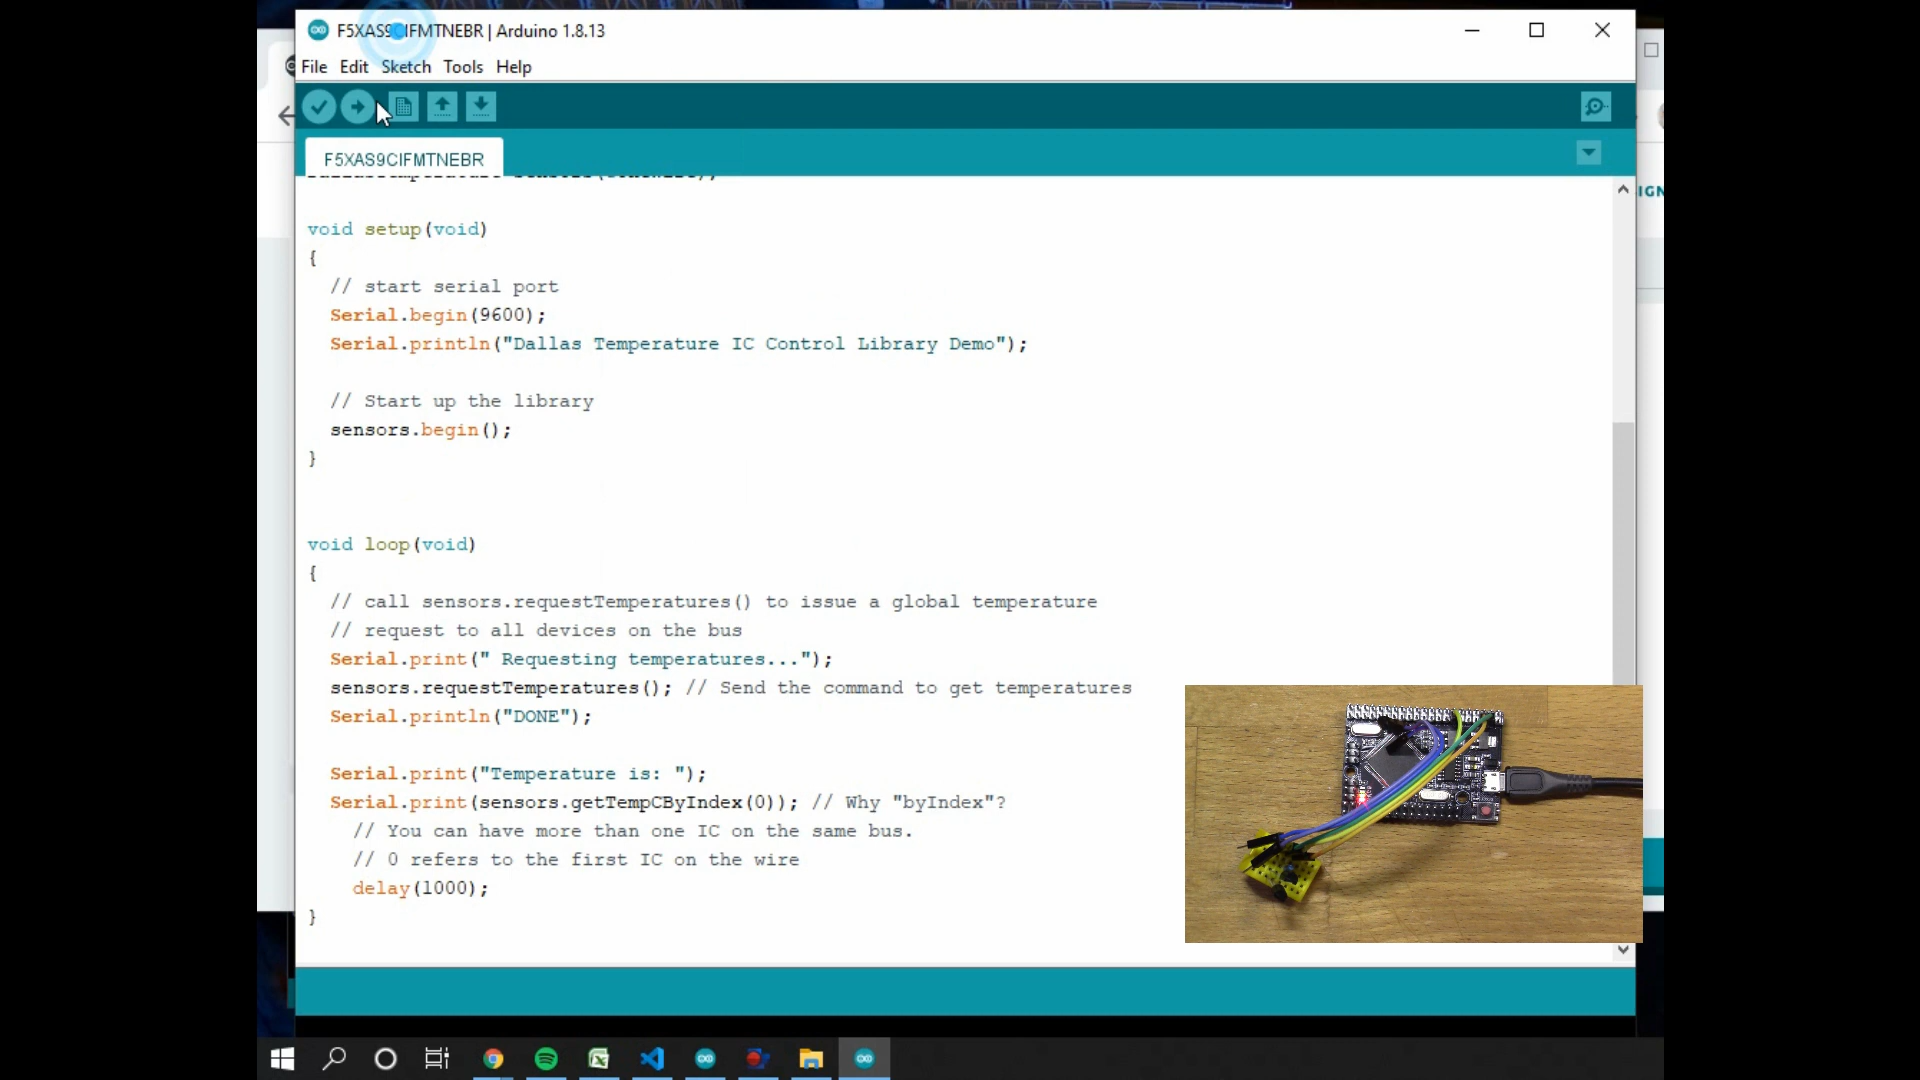 F5XAS9CIFMTNEBR | Arduino 1.8.13
File Edit Sketch Tools Help
F5XAS9CIFMTNEBR
IGN
void setup(void)
{
// start serial port
Serial.begin(9600);
Serial.println("Dallas Temperature IC Control Library Demo");
// Start up the library
sensors.begin();
}
void loop(void)
{
// call sensors.requestTemperatures() to issue a global temperature
// request to all devices on the bus
Serial.print(" Requesting temperatures...");
sensors.requestTemperatures(); // Send the command to get temperatures
Serial.println("DONE");
Serial.print("Temperature is: ");
Serial.print(sensors.getTempCByIndex(0)); // Why "byIndex"?
// You can have more than one IC on the same bus.
// 0 refers to the first IC on the wire
delay(1000);
}